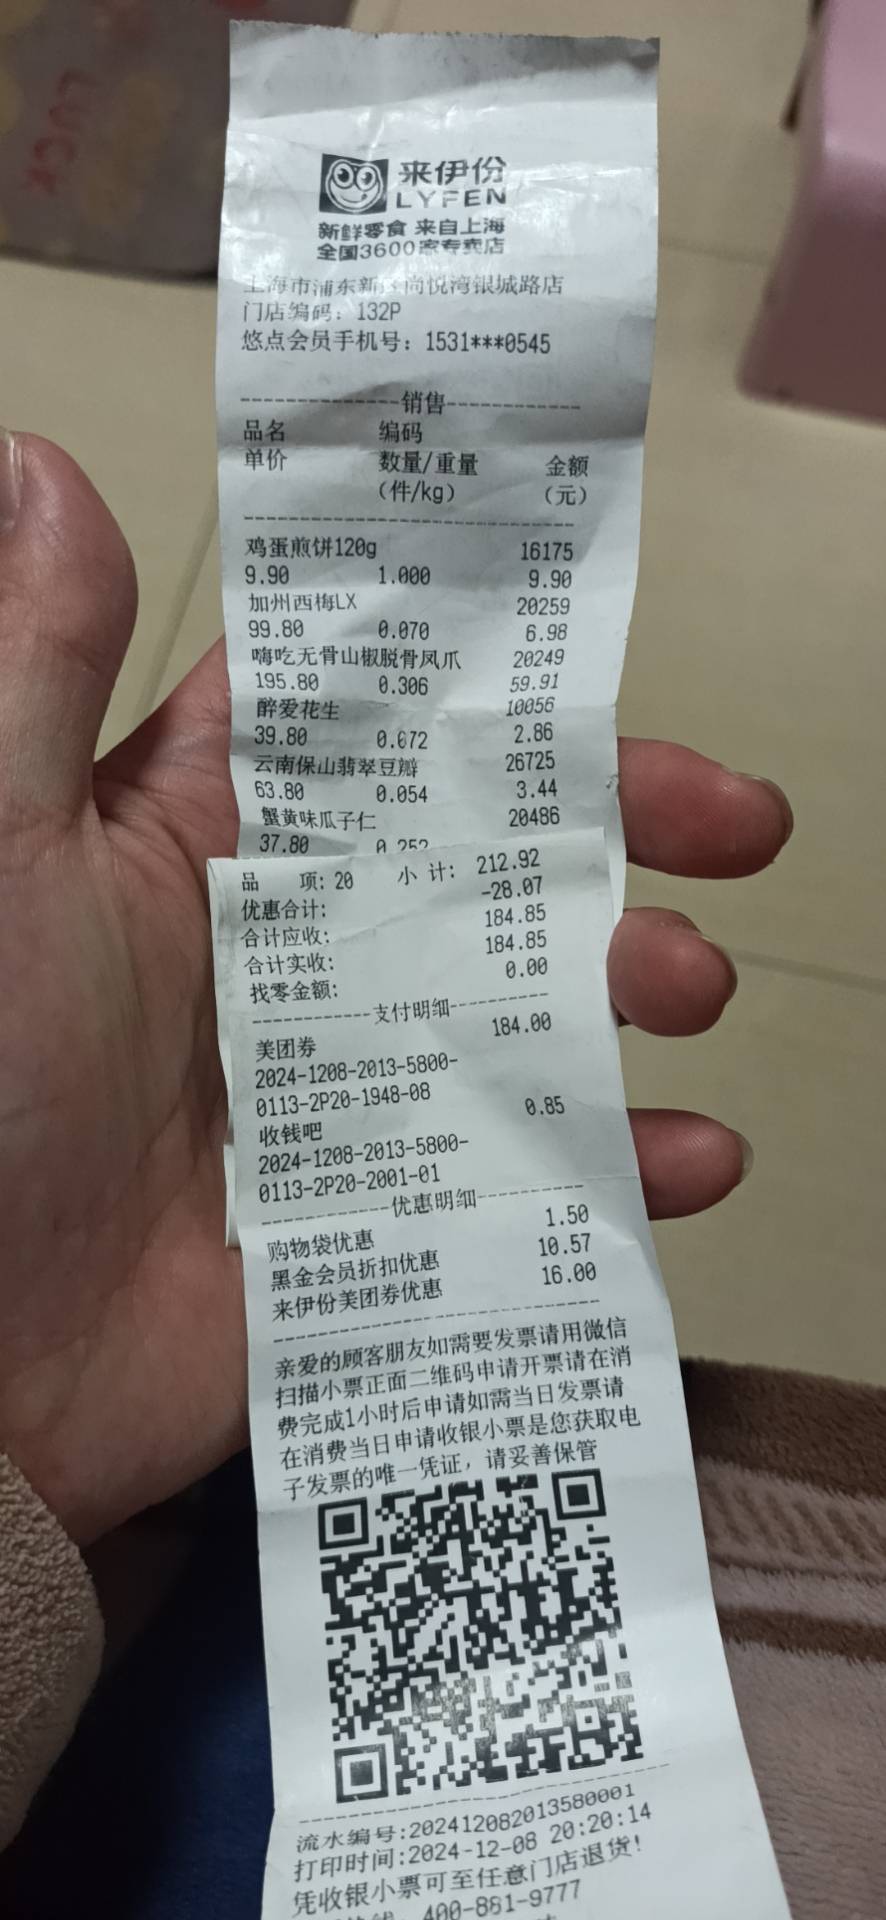 LUCK
来伊份
LYFEN
新鲜零食 来自上海
全国3600家专卖店
上海市浦东新区尚悦湾银城路店
门店编码：132P
悠点会员手机号：1531***0545
销售
品名 编码
单价 数量/重量 金额
（件/kg） （元）
鸡蛋煎饼120g 16175
9.90 1.000 9.90
加州西梅LX 20259
99.80 0.070 6.98
嗨吃无骨山椒脱骨凤爪 20249
195.80 0.306 59.91
醉爱花生 10056
39.80 0.072 2.86
云南保山翡翠豆瓣 26725
63.80 0.054 3.44
蟹黄味瓜子仁 20486
37.80 0.252
品 项: 20 小 计: 212.92
优惠合计: -28.07
合计应收: 184.85
合计实收: 184.85
找零金额: 0.00
支付明细
美团券 184.00
2024-1208-2013-5800-
0113-2P20-1948-08
收钱吧 0.85
2024-1208-2013-5800-
0113-2P20-2001-01
优惠明细
购物袋优惠 1.50
黑金会员折扣优惠 10.57
来伊份美团券优惠 16.00
亲爱的顾客朋友如需要发票请用微信
扫描小票正面二维码申请开票请在消
费完成1小时后申请如需当日发票请
在消费当日申请收银小票是您获取电
子发票的唯一凭证，请妥善保管
流水编号:202412082013580001
打印时间:2024-12-08 20:20:14
凭收银小票可至任意门店退货!
400-881-9777